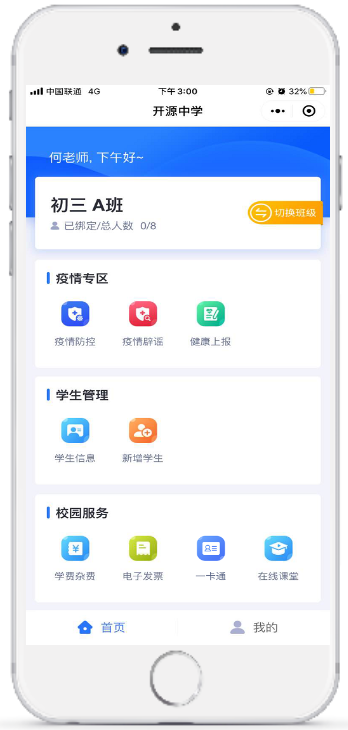 中国联通 4G 下午 3:00 32%
开源中学
何老师, 下午好~
初三 A班
切换班级
已绑定/总人数 0/8
疫情专区
疫情防控 疫情辟谣 健康上报
学生管理
学生信息 新增学生
校园服务
学费杂费 电子发票 一卡通 在线课堂
首页 我的